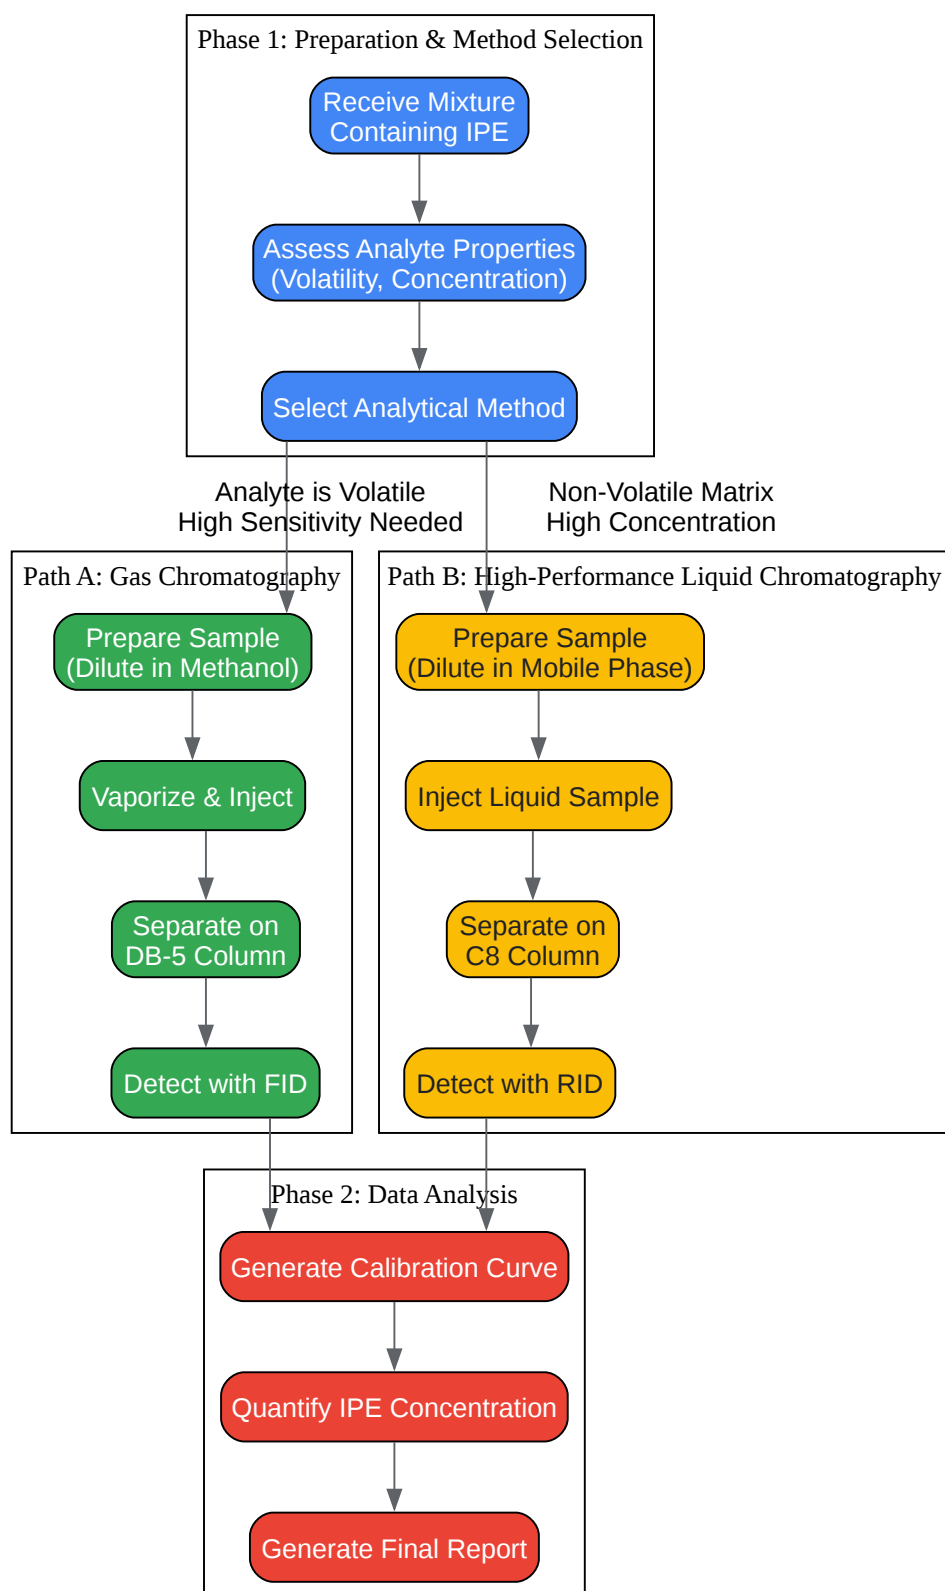 Phase 1: Preparation & Method Selection
Receive Mixture
Containing IPE
Assess Analyte Properties
(Volatility, Concentration)
Select Analytical Method
Analyte is Volatile
High Sensitivity Needed
Non-Volatile Matrix
High Concentration
Path A: Gas Chromatography
Prepare Sample
(Dilute in Methanol)
Vaporize & Inject
Separate on
DB-5 Column
Detect with FID
Path B: High-Performance Liquid Chromatography
Prepare Sample
(Dilute in Mobile Phase)
Inject Liquid Sample
Separate on
C8 Column
Detect with RID
Phase 2: Data Analysis
Generate Calibration Curve
Quantify IPE Concentration
Generate Final Report